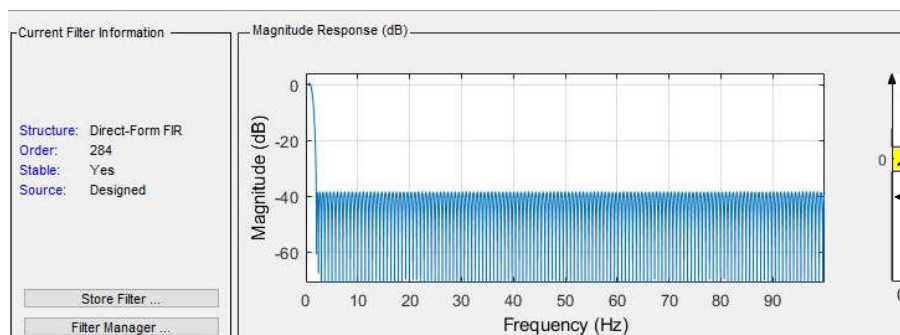 Current Filter Information
Structure: Direct-Form FIR
Order: 284
Stable: Yes
Source: Designed
Store Filter ...
Filter Manager ...
Magnitude Response (dB)
Magnitude (dB)
0
-20
-40
-60
0 10 20 30 40 50 60 70 80 90
Frequency (Hz)
0